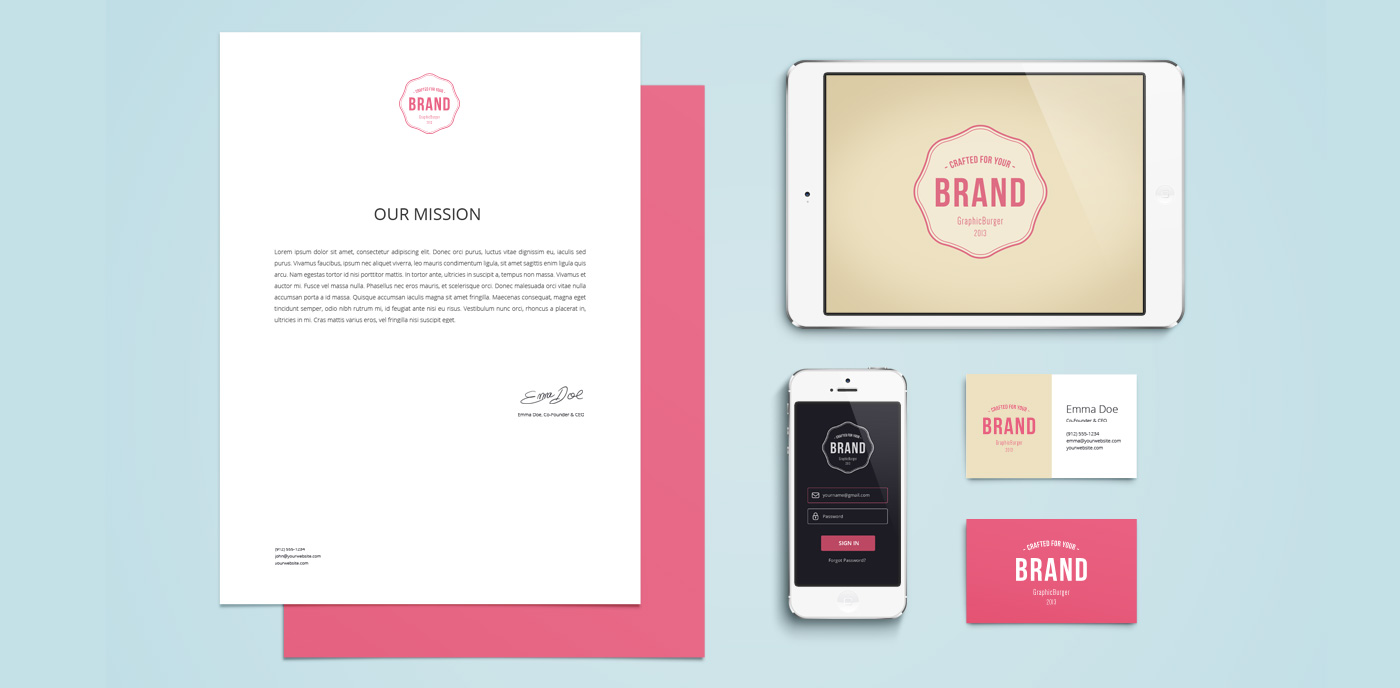 - CRAFTED FOR YOUR -
BRAND
GraphicBurger
2013
OUR MISSION
Lorem ipsum dolor sit amet, consectetur adipiscing elit. Donec orci purus, luctus vitae dignissim eu, iaculis sed
purus. Vivamus faucibus, ipsum nec aliquet viverra, leo mauris condimentum ligula, sit amet sagittis enim ligula quis
arcu. Nam egestas tortor id nisi porttitor mattis. In tortor ante, ultricies in suscipit a, tempus non massa. Vivamus et
auctor mi. Fusce vel massa nulla. Phasellus nec eros mauris, et scelerisque orci. Donec malesuada orci vitae nulla
accumsan porta a id massa. Quisque accumsan iaculis magna sit amet fringilla. Maecenas consequat, magna eget
tincidunt semper, odio nibh rutrum mi, id feugiat ante nisi eu risus. Vestibulum nunc orci, rhoncus a placerat in,
ultricies in mi. Cras mattis varius eros, vel fringilla nisi suscipit eget.
Emma Doe
Emma Doe, Co-Founder & CEO
(912) 555-1234
john@yourwebsite.com
yourwebsite.com
- CRAFTED FOR YOUR -
BRAND
GraphicBurger
2013
- CRAFTED FOR YOUR -
BRAND
GraphicBurger
2013
yourname@gmail.com
Password
SIGN IN
Forgot Password?
- CRAFTED FOR YOUR -
BRAND
GraphicBurger
2013
Emma Doe
Co-Founder & CEO
(912) 555-1234
emma@yourwebsite.com
yourwebsite.com
- CRAFTED FOR YOUR -
BRAND
GraphicBurger
2013